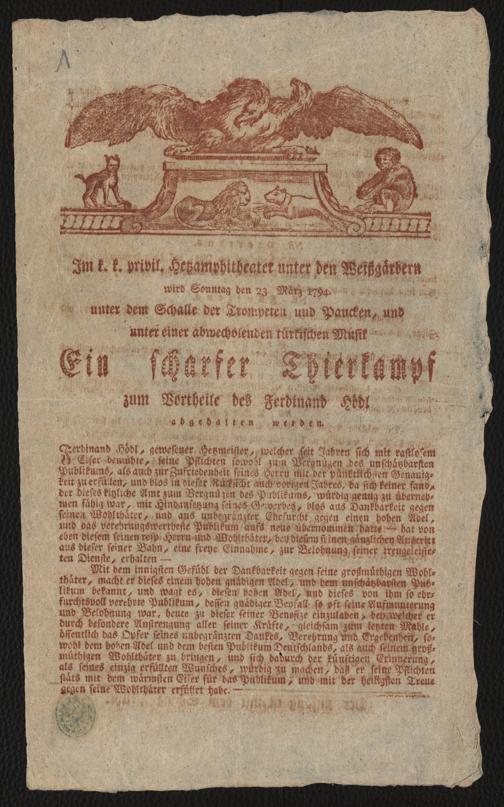 Im k. k. privil. Hetzamphitheater unter den Weißgärbern
wird Sonntag den 23 März 1794.
unter dem Schalle der Trompeten und Paucken, und
unter einer abwechslenden türkischen Musik
Ein scharfer Thierkampf
zum Vortheile des Ferdinand Hödl
abgehalten werden.
Ferdinand Hödl, gewesener Hetzmeister, welcher seit Jahren sich mit rastlosem
Eifer bemühte, seine Pflichten sowohl zum Vergnügen des unschätzbarsten
Publikums, als auch zur Zufriedenheit seines Herrn mit der pünktlichsten Genauig-
keit zu erfüllen, und blos in dieser Rücksicht auch vorigen Jahres, da sich keiner fand,
der dieses kigliche Amt zum Vergnügen des Publikums, würdig genug zu überneh-
men fähig war, mit Hindansetzung seines Gewerbes, blos aus Dankbarkeit gegen
seinen Wohlthäter, und aus unbegränzter Ehrfurcht gegen einen hohen Adel,
und das verehrungswertheste Publikum aufs neue übernommen hatte — hat von
eben diesem seinen Herrn und Wohlthäter, bey diesem seinen gänzlichen Austritt
aus dieser seiner Bahn, eine freye Einnahme, zur Belohnung seiner treugeleiste-
ten Dienste, erhalten —
Mit dem innigsten Gefühl der Dankbarkeit gegen seine großmüthigen Wohl-
thäter, macht er dieses einem hohen gnädigen Adel, und dem unschätzbarsten Pub-
likum bekannt, und wagt es, diesen hohen Adel, und dieses von ihm so ehr-
furchtsvoll verehrte Publikum, dessen gnädiger Beyfall so oft seine Aufmunterung
und Belohnung war, heute zu dieser seiner Benefize einzuladen, bey welcher er
durch besondere Anstrengung aller seiner Kräfte, gleichsam zum letzten Mahle,
öffentlich das Opfer seines unbegränzten Dankes, Verehrung und Ergebenheit, so-
wohl dem hohen Adel und dem besten Publikum Deutschlands, als auch seinem groß-
müthigen Wohlthäter zu bringen, und sich dadurch der künftigen Erinnerung,
als seines einzig erfüllten Wunsches, würdig zu machen, daß er seine Pflichten
stäts mit dem wärmsten Eifer für das Publikum, und mit der heiligsten Treue
gegen seine Wohlthäter erfüllet habe. —